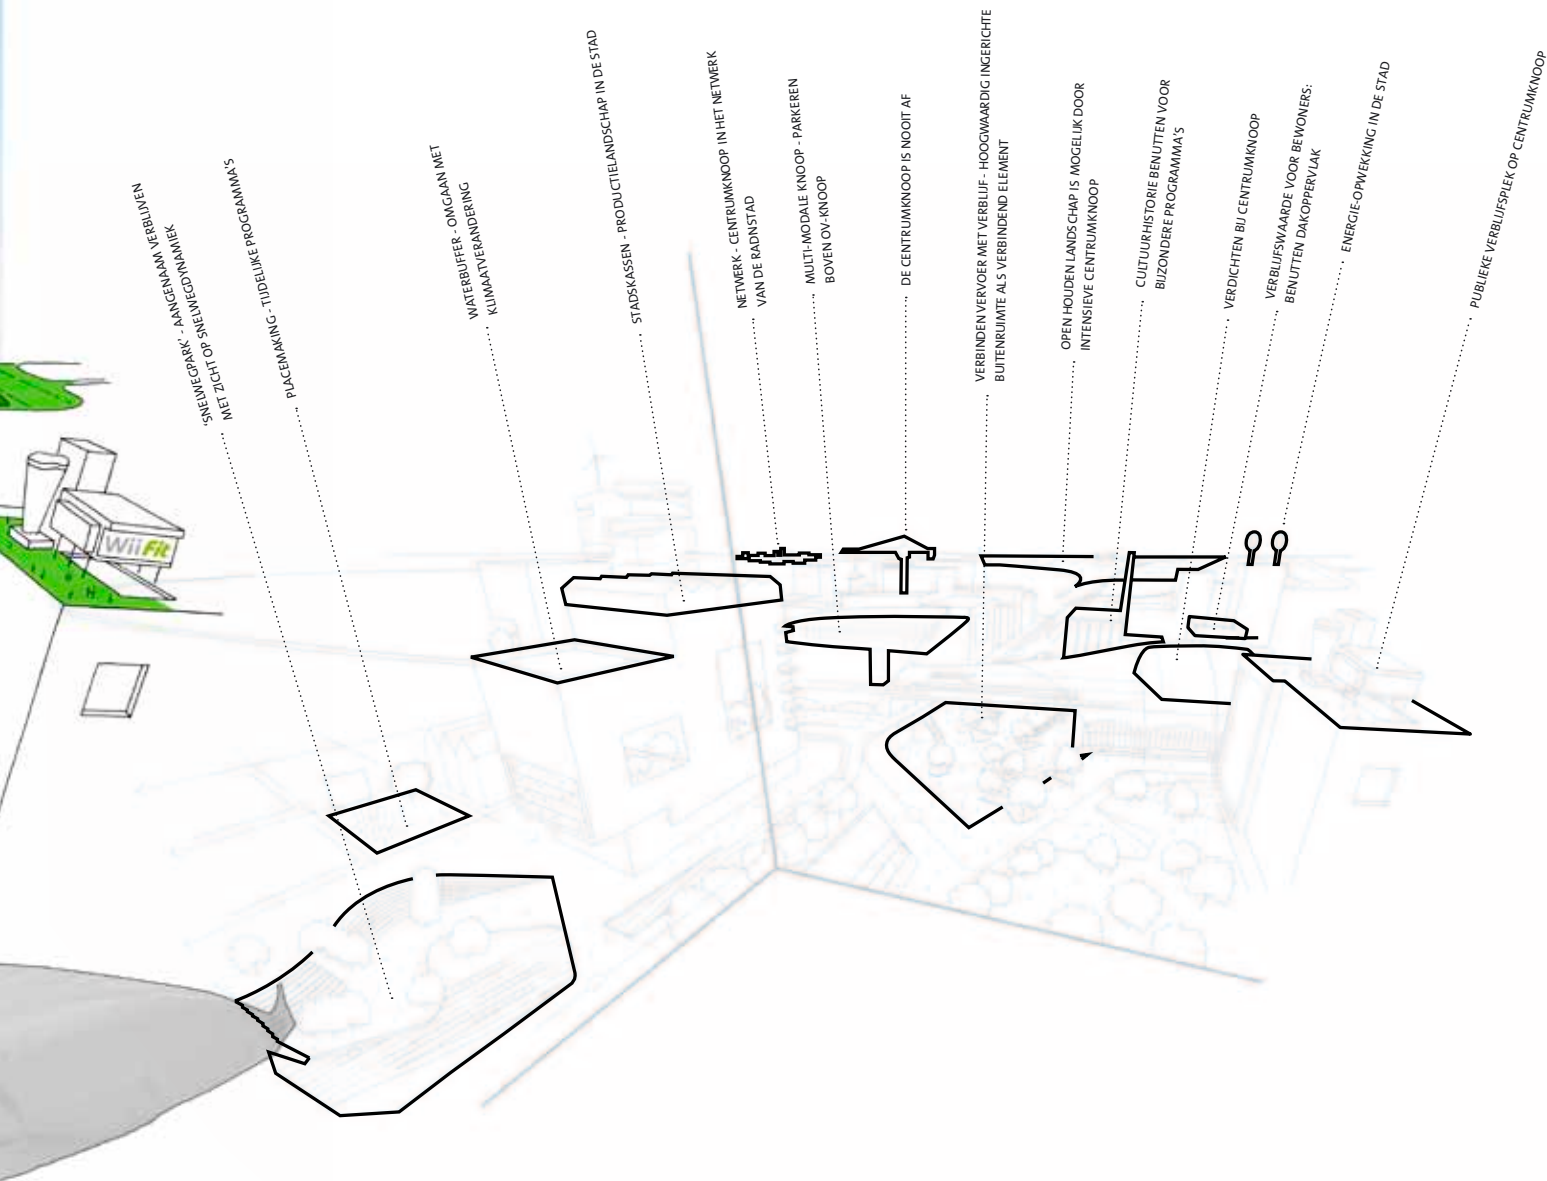 'SNELWEGPARK' - AANGENAAM VERBLIJVEN
MET ZICHT OP SNELWEGDYNAMIEK
PLACEMAKING - TIJDELIJKE PROGRAMMA'S
WATERBUFFER - OMGAAN MET
KLIMAATVERANDERING
STADSKASSEN - PRODUCTIELANDSCHAP IN DE STAD
NETWERK - CENTRUMKNOOP IN HET NETWERK
VAN DE RADNSTAD
MULTI-MODALE KNOOP - PARKEREN
BOVEN OV-KNOOP
DE CENTRUMKNOOP IS NOOIT AF
VERBINDEN VERVOER MET VERBLIJF - HOOGWAARDIG INGERICHTE
BUITENRUIMTE ALS VERBINDEND ELEMENT
OPEN HOUDEN LANDSCHAP IS MOGELIJK DOOR
INTENSIEVE CENTRUMKNOOP
CULTUURHISTORIE BENUTTEN VOOR
BIJZONDERE PROGRAMMA'S
VERDICHTEN BIJ CENTRUMKNOOP
VERBLIJFSWAARDE VOOR BEWONERS:
BENUTTEN DAKOPPERVLAK
ENERGIE-OPWEKKING IN DE STAD
PUBLIEKE VERBLIJFSPLEK OP CENTRUMKNOOP
Wii Fit